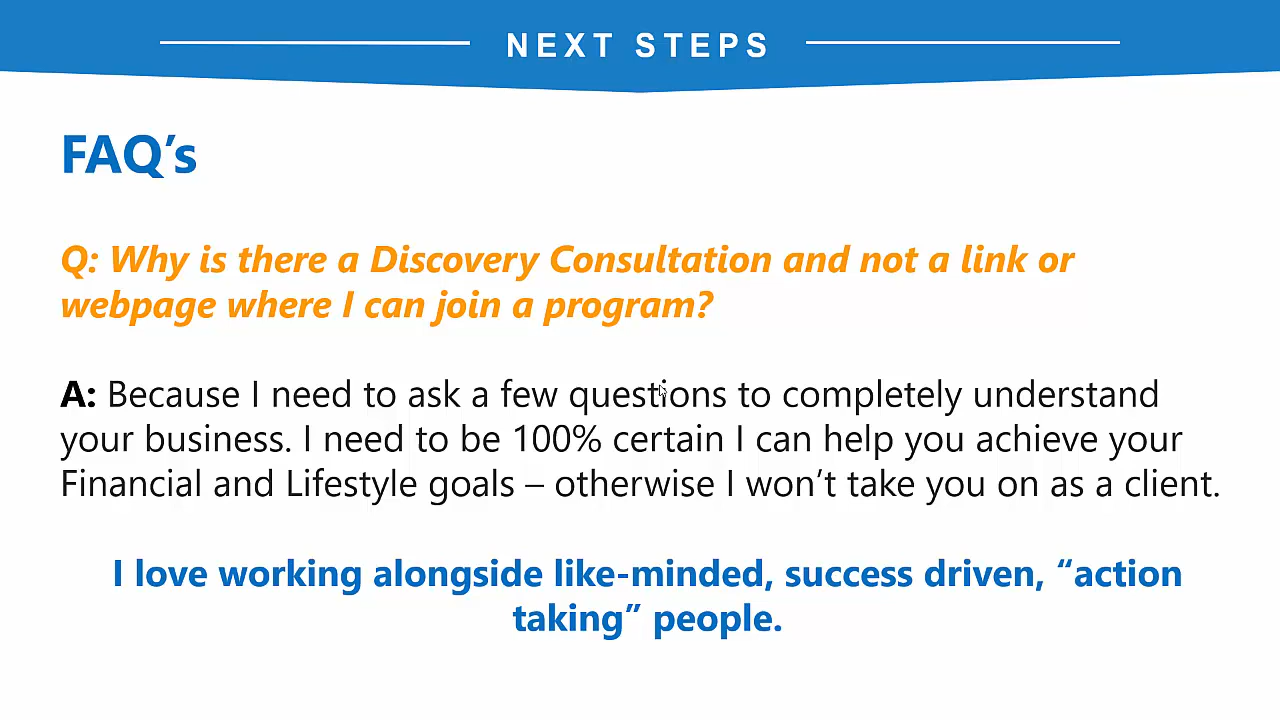 NEXT STEPS
FAQ’s
Q: Why is there a Discovery Consultation and not a link or
webpage where I can join a program?
A: Because I need to ask a few questions to completely understand
your business. I need to be 100% certain I can help you achieve your
Financial and Lifestyle goals – otherwise I won’t take you on as a client.
I love working alongside like-minded, success driven, “action
taking” people.